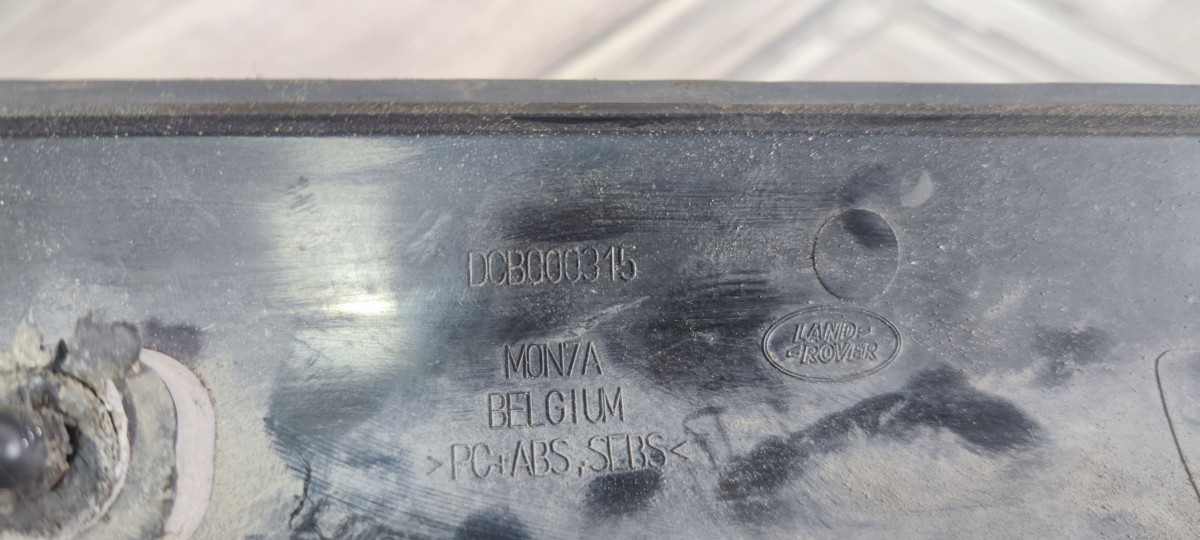 DCB000315
LAND-
-ROVER
MONZA
BELGIUM
>PC+ABS,SEBS<